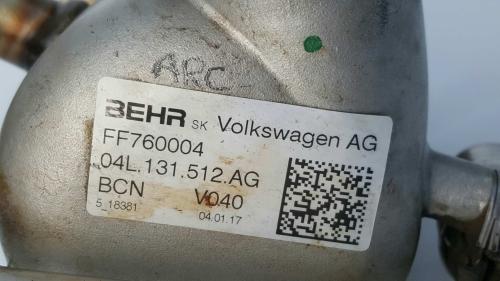 ARC
BEHR SK Volkswagen AG
FF760004
04L.131.512.AG
BCN V040
5_18381 04.01.17